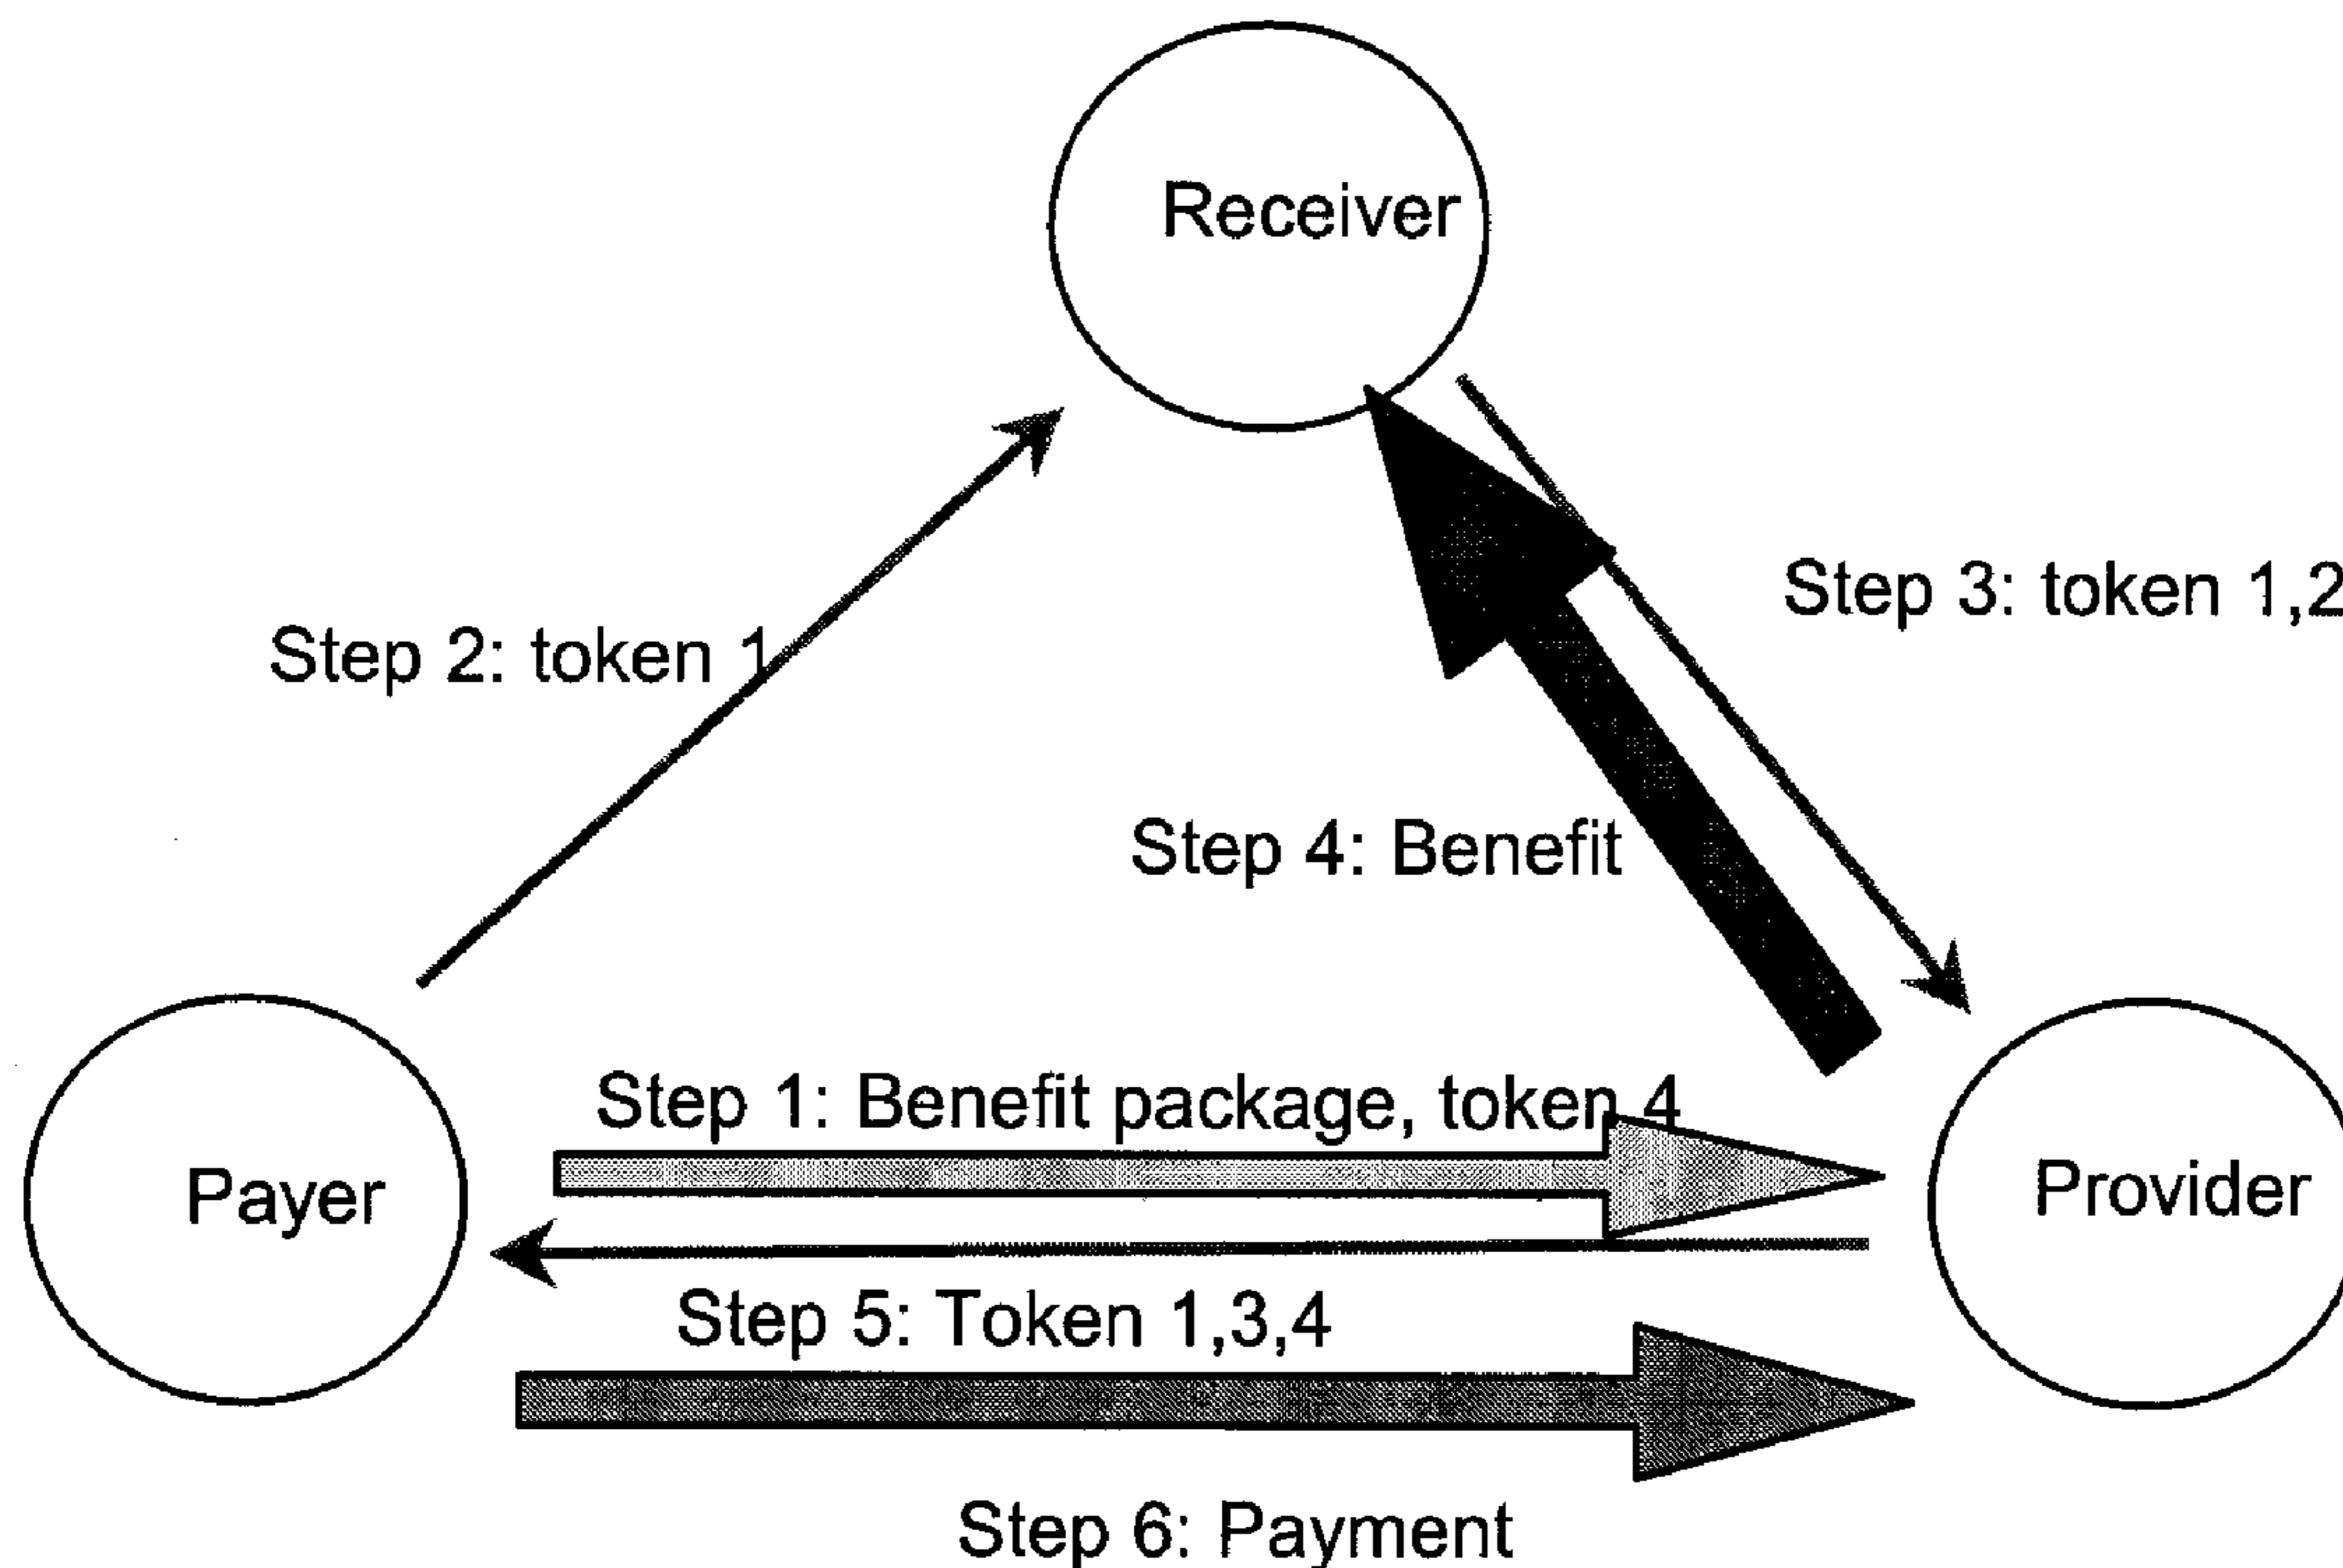 Receiver
Step 3: token 1,2
Step 2: token 1
Step 4: Benefit
Step 1: Benefit package, token 4
Payer
Provider
Step 5: Token 1,3,4
Step 6: Payment